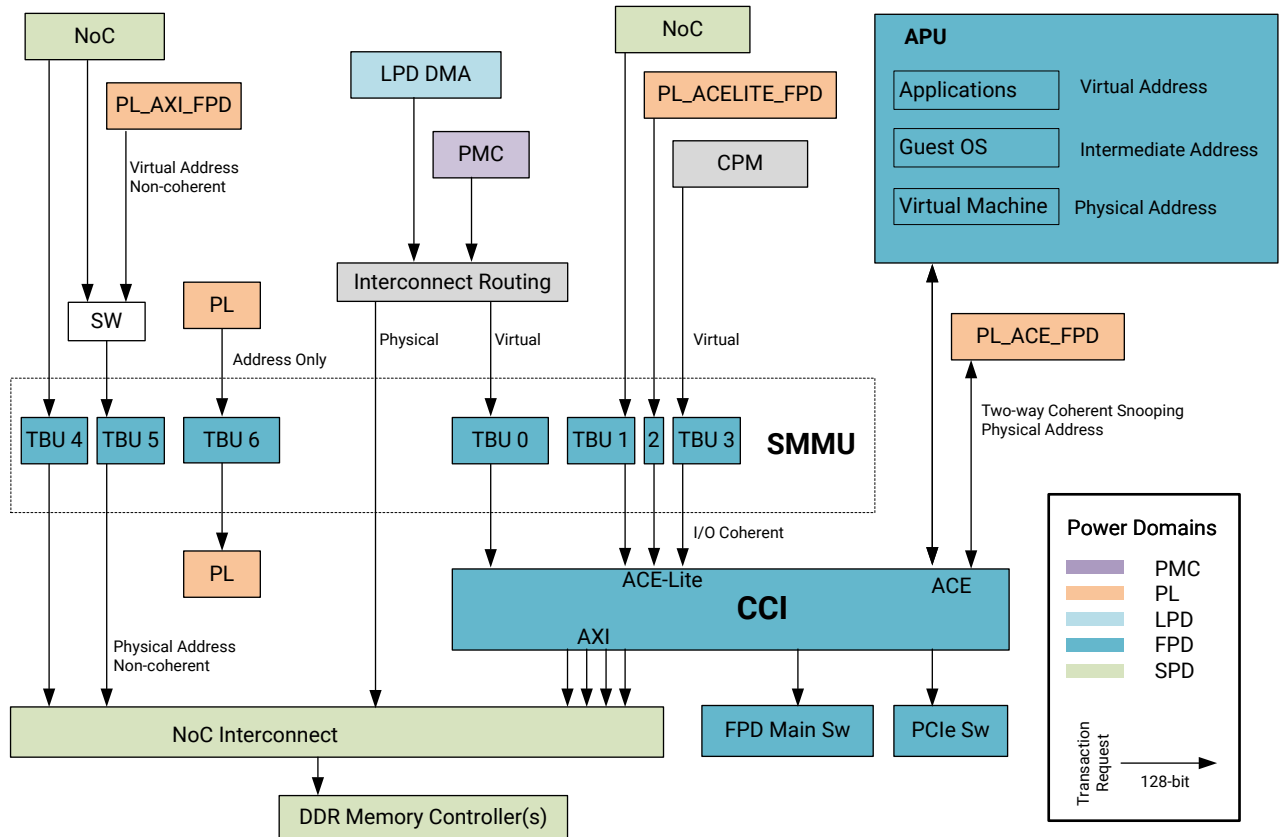 NoC
PL_AXI_FPD
Virtual Address
Non-coherent
SW
PL
Address Only
LPD DMA
PMC
Interconnect Routing
Physical
Virtual
NoC
PL_ACELITE_FPD
CPM
Virtual
APU
Applications
Virtual Address
Guest OS
Intermediate Address
Virtual Machine
Physical Address
PL_ACE_FPD
Two-way Coherent Snooping
Physical Address
TBU 4
TBU 5
TBU 6
TBU 0
TBU 1
2
TBU 3
SMMU
PL
I/O Coherent
ACE-Lite
ACE
CCI
AXI
Physical Address
Non-coherent
NoC Interconnect
FPD Main Sw
PCIe Sw
DDR Memory Controller(s)
Power Domains
PMC
PL
LPD
FPD
SPD
Transaction
Request
128-bit